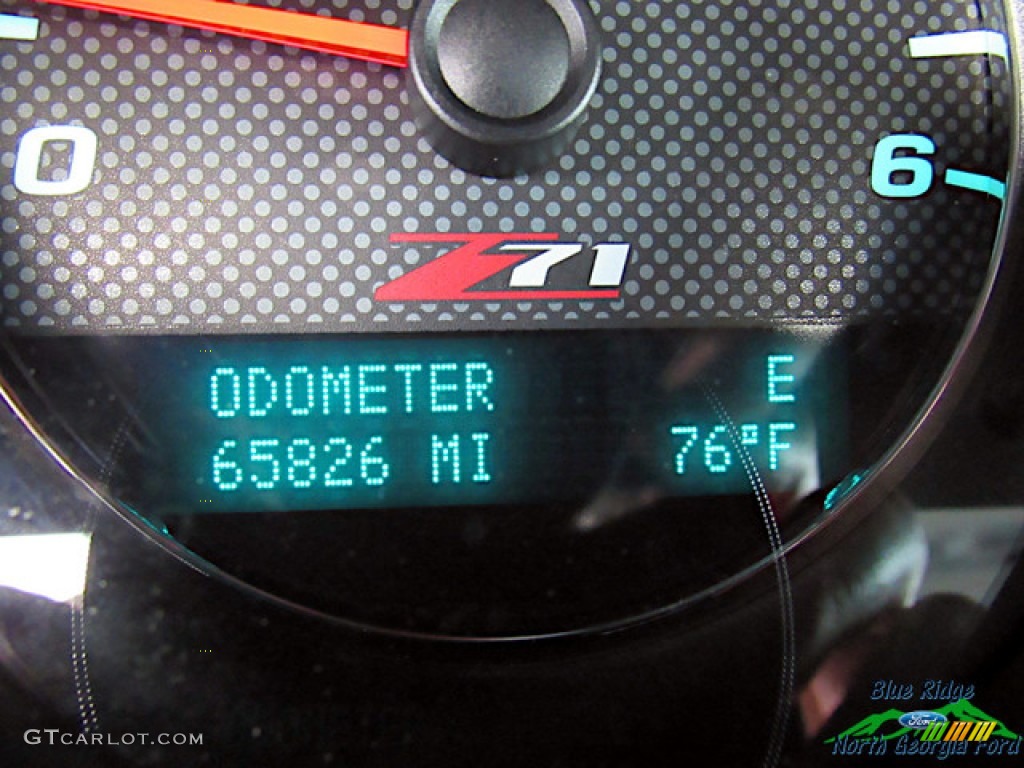 0
6
Z71
ODOMETER E
65826 MI 76°F
Blue Ridge
Ford
North Georgia Ford
GTCARLOT.COM